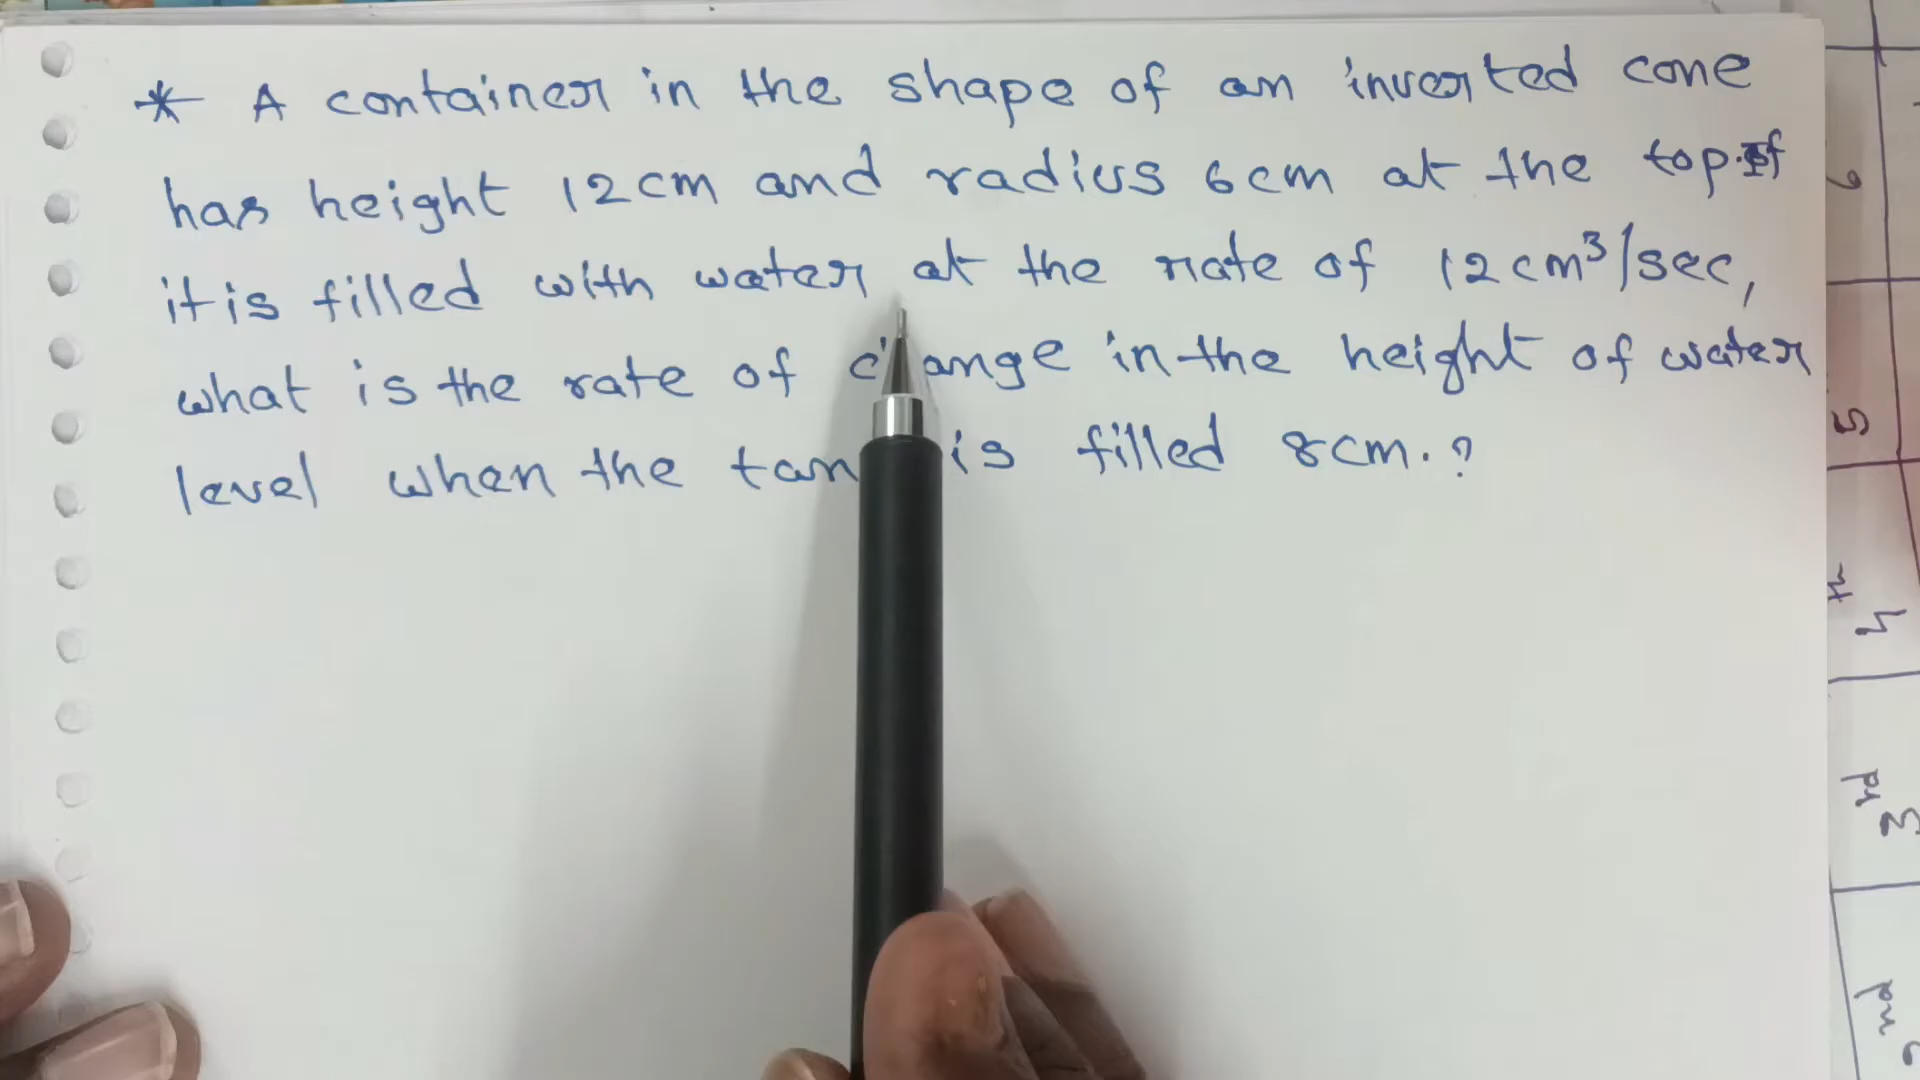 * A container in the shape of an inverted cone
has height 12cm and radius 6cm at the top. If
it is filled with water at the rate of 12cm³/sec,
what is the rate of change in the height of water
level when the tank is filled 8cm.?